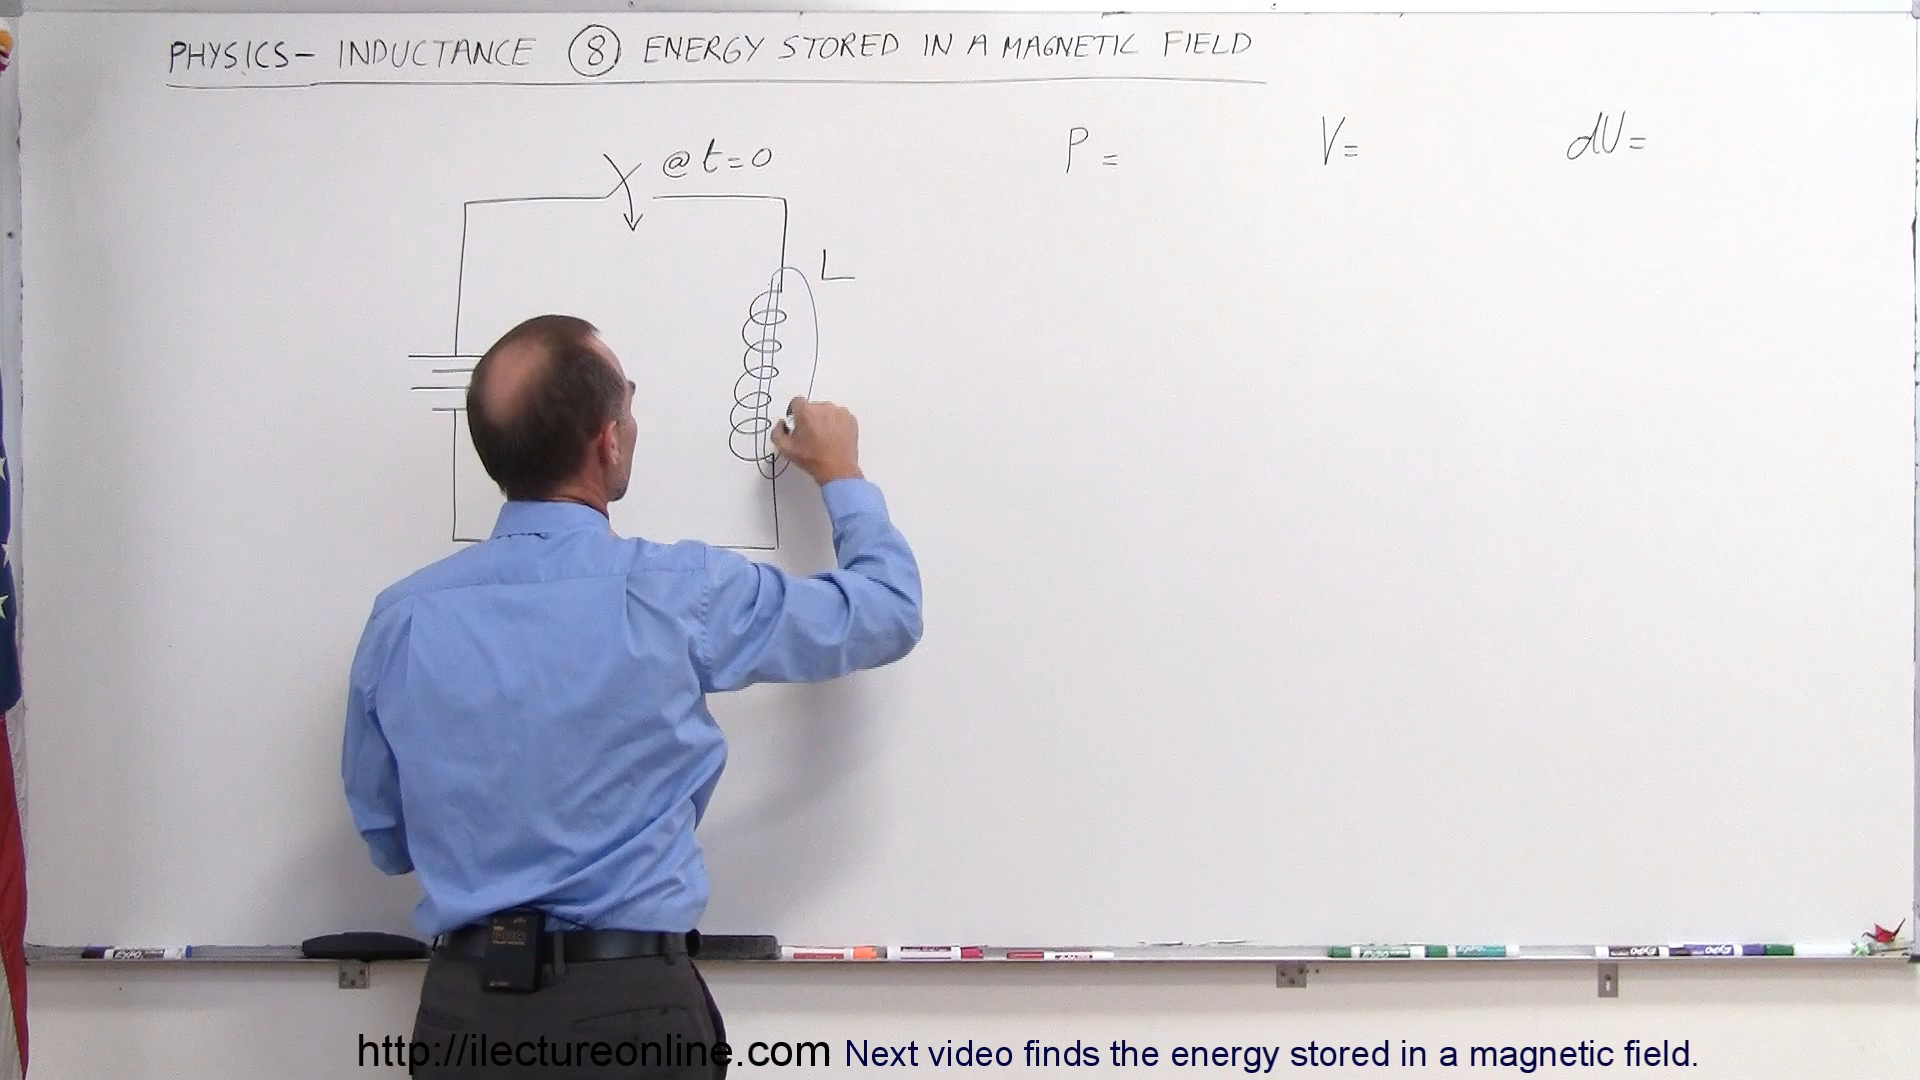 PHYSICS- INDUCTANCE ⑧ ENERGY STORED IN A MAGNETIC FIELD
@ t=0
P =
V=
dU=
L
EXPO
http://ilectureonline.com Next video finds the energy stored in a magnetic field.